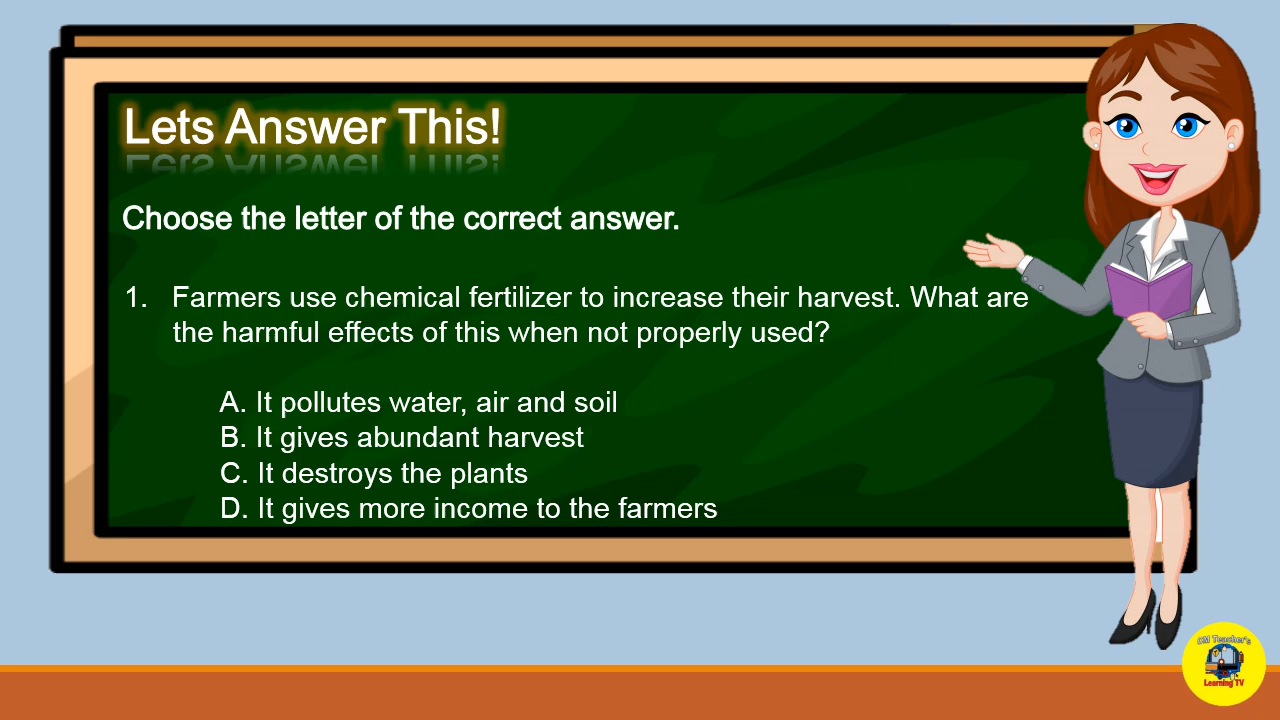 Lets Answer This!
Choose the letter of the correct answer.
1. Farmers use chemical fertilizer to increase their harvest. What are
the harmful effects of this when not properly used?
A. It pollutes water, air and soil
B. It gives abundant harvest
C. It destroys the plants
D. It gives more income to the farmers
DM Teacher's
Learning TV